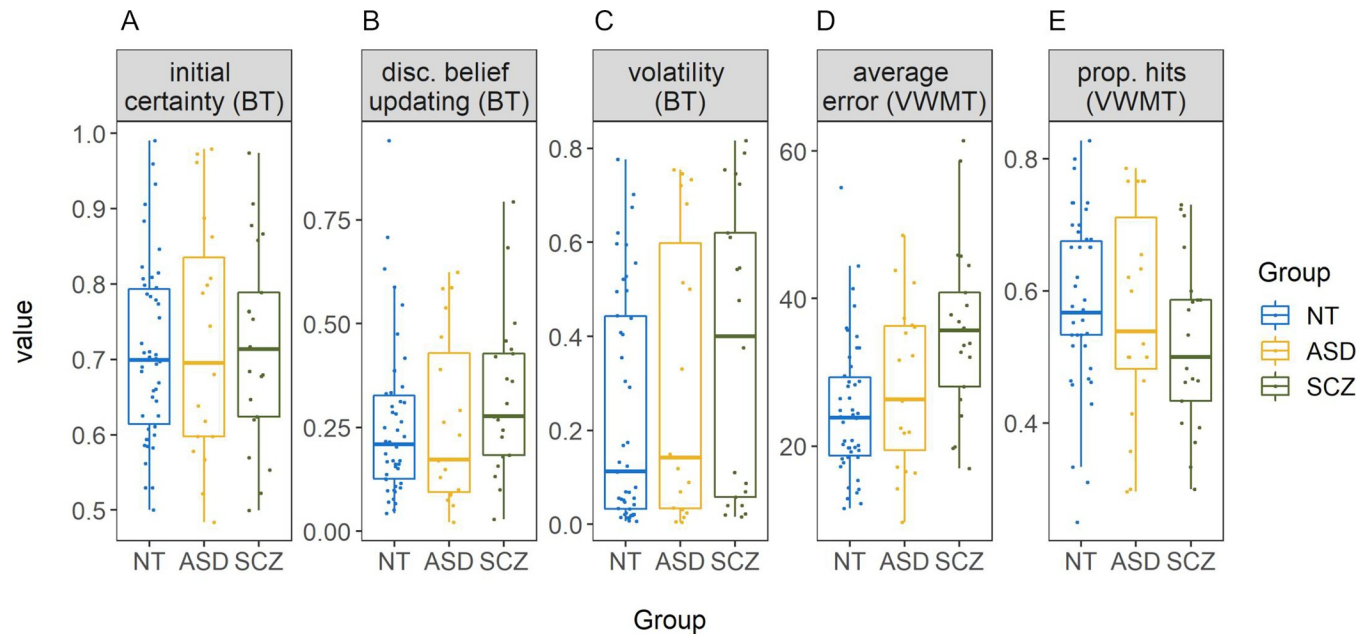 A B C D E
initial
certainty (BT)
disc. belief
updating (BT)
volatility
(BT)
average
error (VWMT)
prop. hits
(VWMT)
value
1.0
0.9
0.8
0.7
0.6
0.5
0.75
0.50
0.25
0.00
0.8
0.6
0.4
0.2
0.0
60
40
20
0.8
0.6
0.4
NT ASD SCZ
NT ASD SCZ
NT ASD SCZ
NT ASD SCZ
NT ASD SCZ
Group
Group
NT
ASD
SCZ